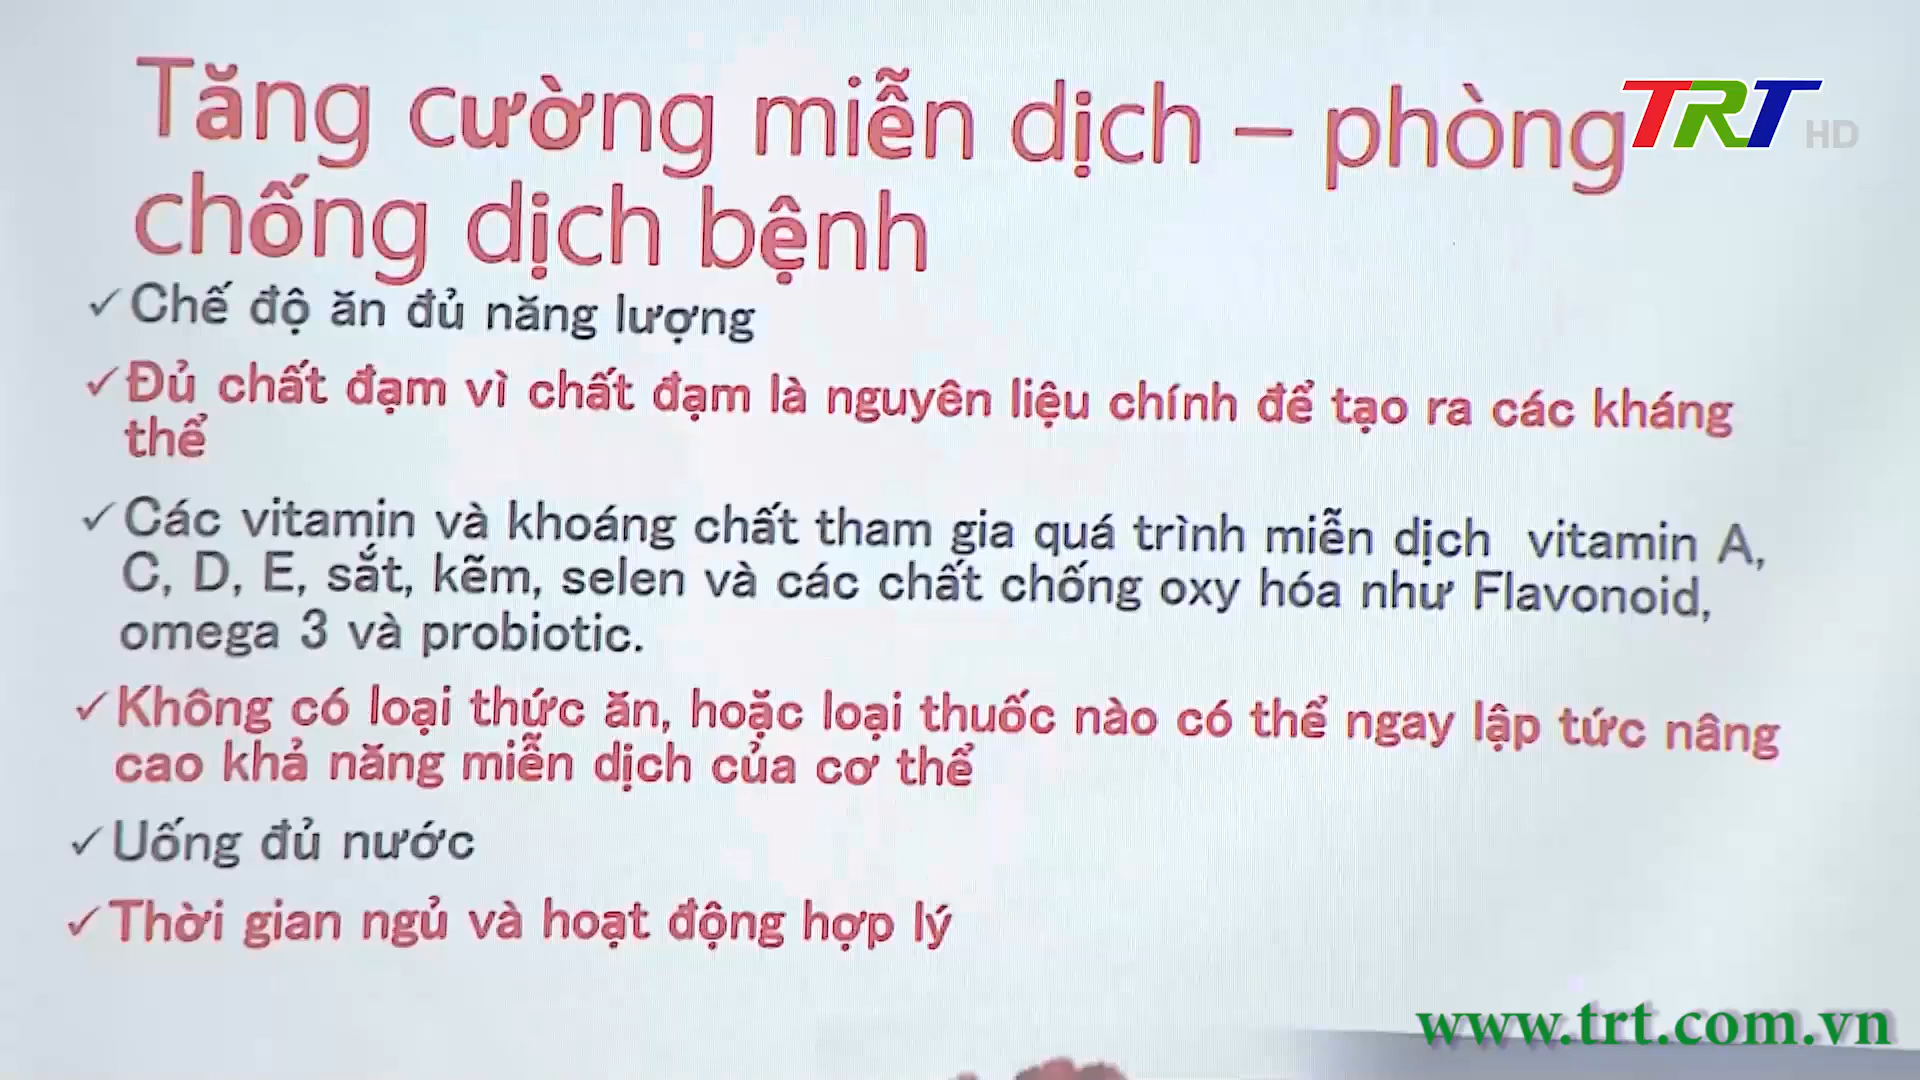 Tăng cường miễn dịch – phòng
TRT HD
chống dịch bệnh
✓Chế độ ăn đủ năng lượng
✓Đủ chất đạm vì chất đạm là nguyên liệu chính để tạo ra các kháng
thể
✓Các vitamin và khoáng chất tham gia quá trình miễn dịch vitamin A,
C, D, E, sắt, kẽm, selen và các chất chống oxy hóa như Flavonoid,
omega 3 và probiotic.
✓Không có loại thức ăn, hoặc loại thuốc nào có thể ngay lập tức nâng
cao khả năng miễn dịch của cơ thể
✓Uống đủ nước
✓Thời gian ngủ và hoạt động hợp lý
www.trt.com.vn